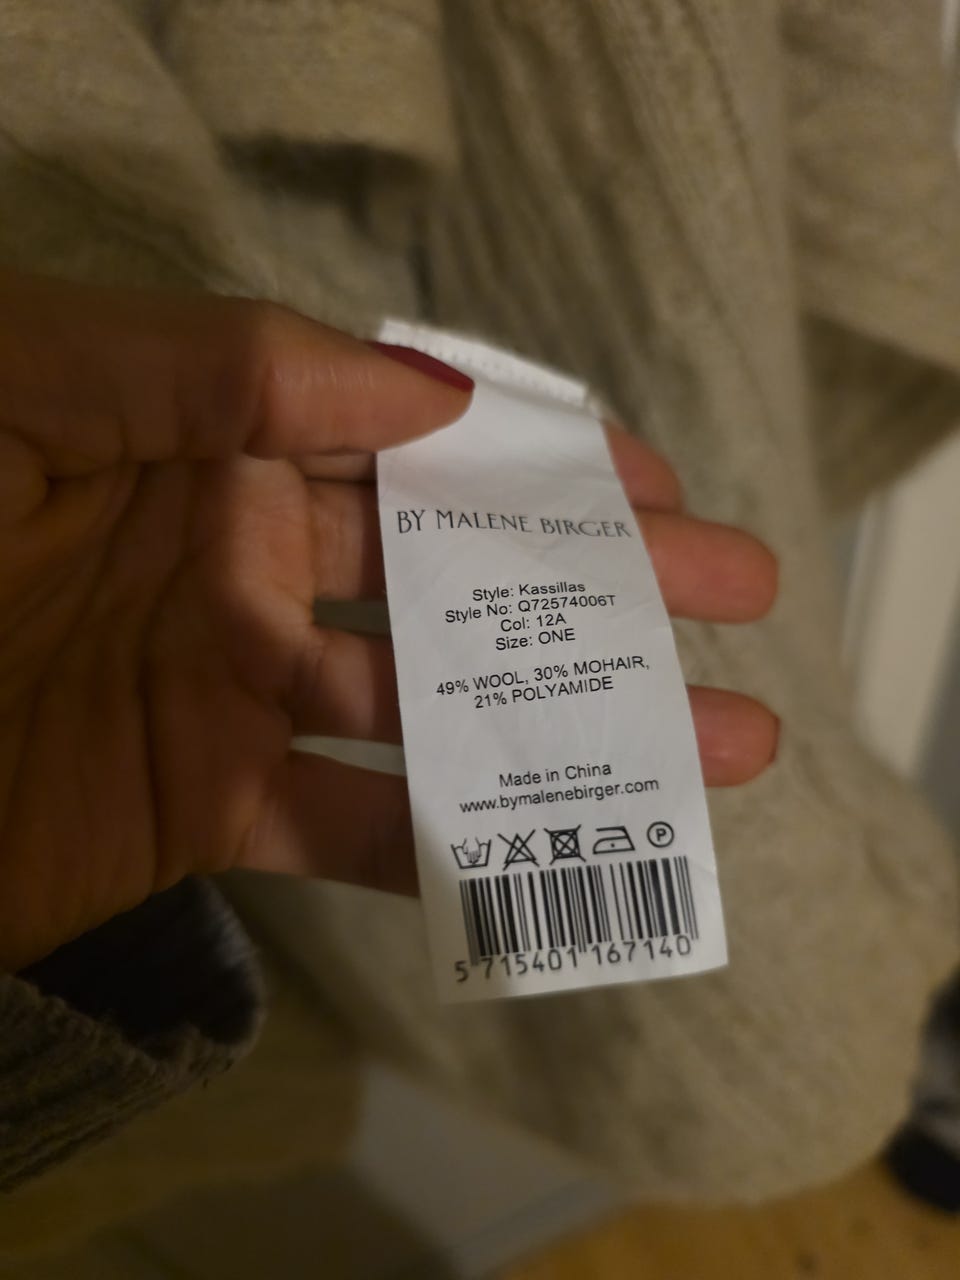 BY MALENE BIRGER
Style: Kassillas
Style No: Q72574006T
Col: 12A
Size: ONE
49% WOOL, 30% MOHAIR,
21% POLYAMIDE
Made in China
www.bymalenebirger.com
P
5 715401 167140